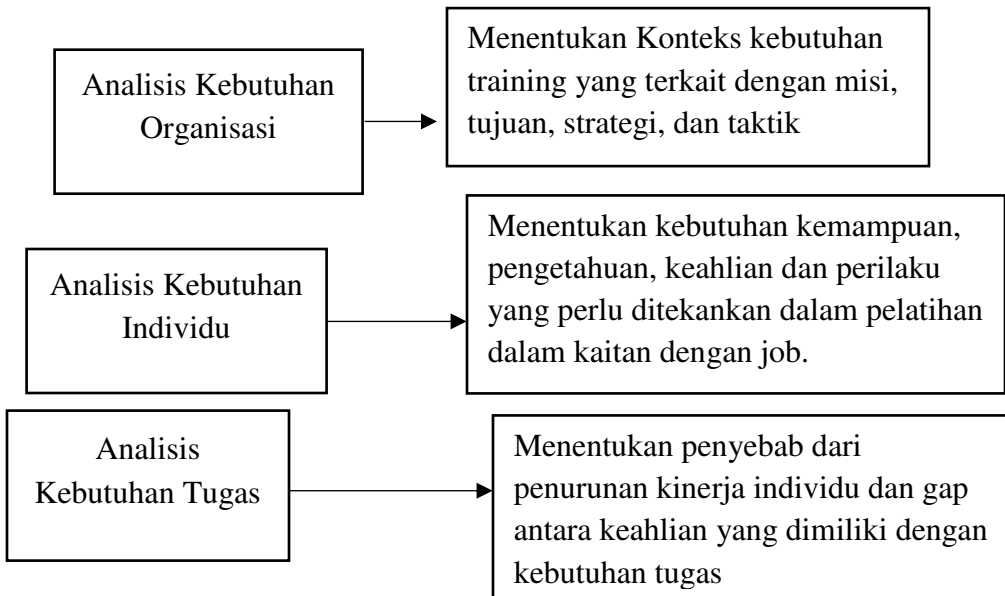 Analisis Kebutuhan
Organisasi
Menentukan Konteks kebutuhan
training yang terkait dengan misi,
tujuan, strategi, dan taktik
Analisis Kebutuhan
Individu
Menentukan kebutuhan kemampuan,
pengetahuan, keahlian dan perilaku
yang perlu ditekankan dalam pelatihan
dalam kaitan dengan job.
Analisis
Kebutuhan Tugas
Menentukan penyebab dari
penurunan kinerja individu dan gap
antara keahlian yang dimiliki dengan
kebutuhan tugas